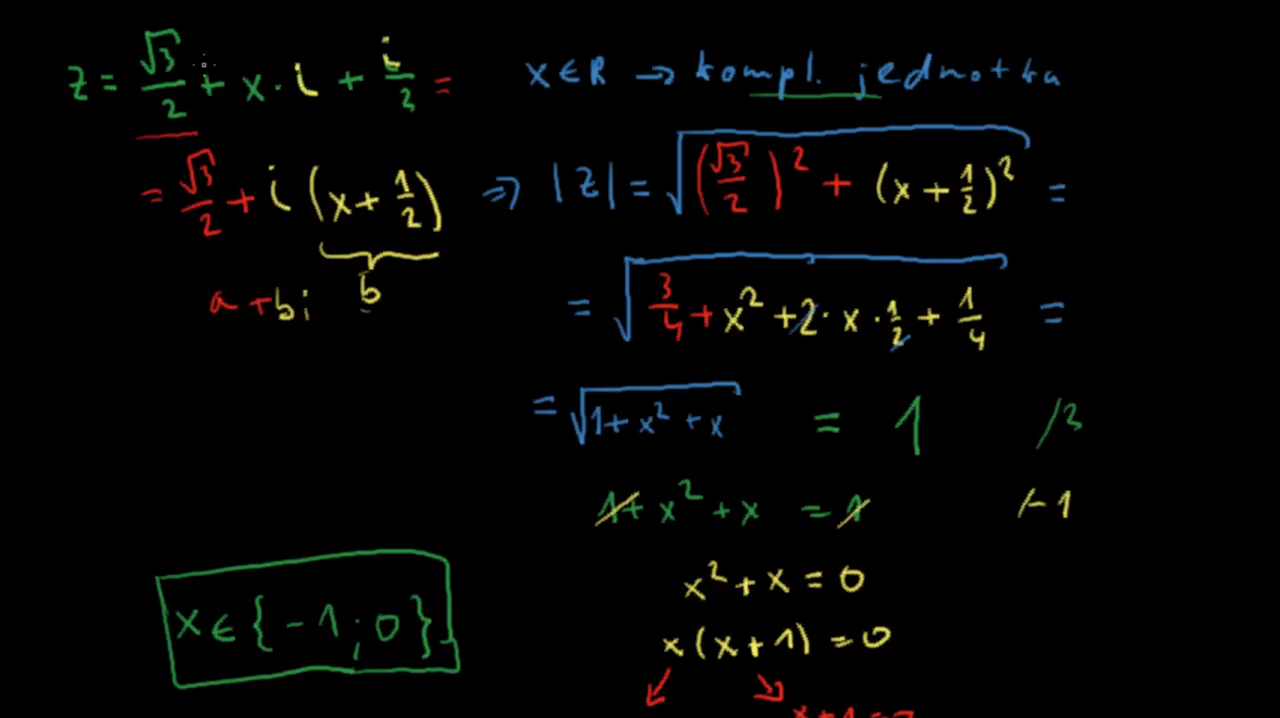 z = √3/2 + x · i + i/2 =
x ∈ R → kompl. jednotka
= √3/2 + i (x + 1/2) ⇒ |z| = √((√3/2)² + (x + 1/2)²) =
a + bi
b
= √(3/4 + x² + 2 · x · 1/2 + 1/4) =
= √(1 + x² + x) = 1 /2
1 + x² + x = 1 /-1
x² + x = 0
x (x + 1) = 0
x ∈ {-1; 0}